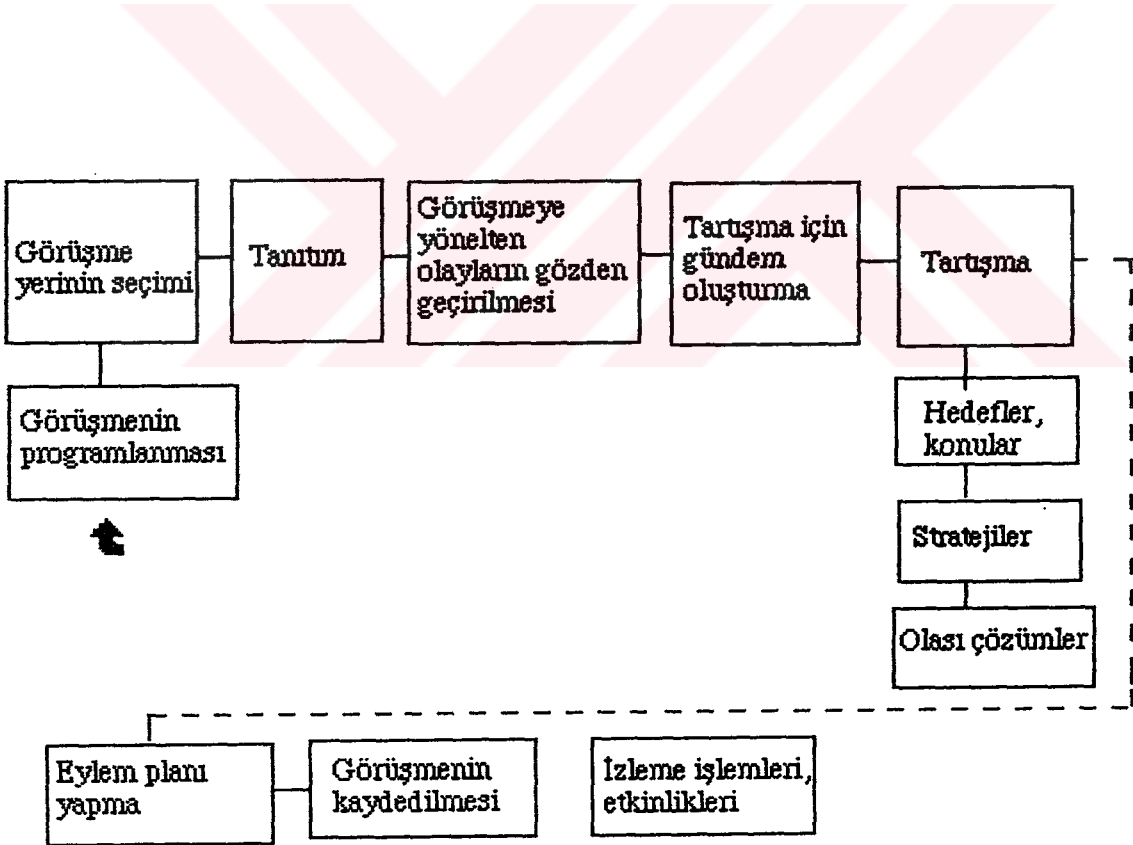 Görüşme
yerinin seçimi
Tanıtım
Görüşmeye
yönelten
olayların gözden
geçirilmesi
Tartışma için
gündem
oluşturma
Tartışma
Görüşmenin
programlanması
Hedefler,
konular
Stratejiler
Olası çözümler
Eylem planı
yapma
Görüşmenin
kaydedilmesi
İzleme işlemleri,
etkinlikleri